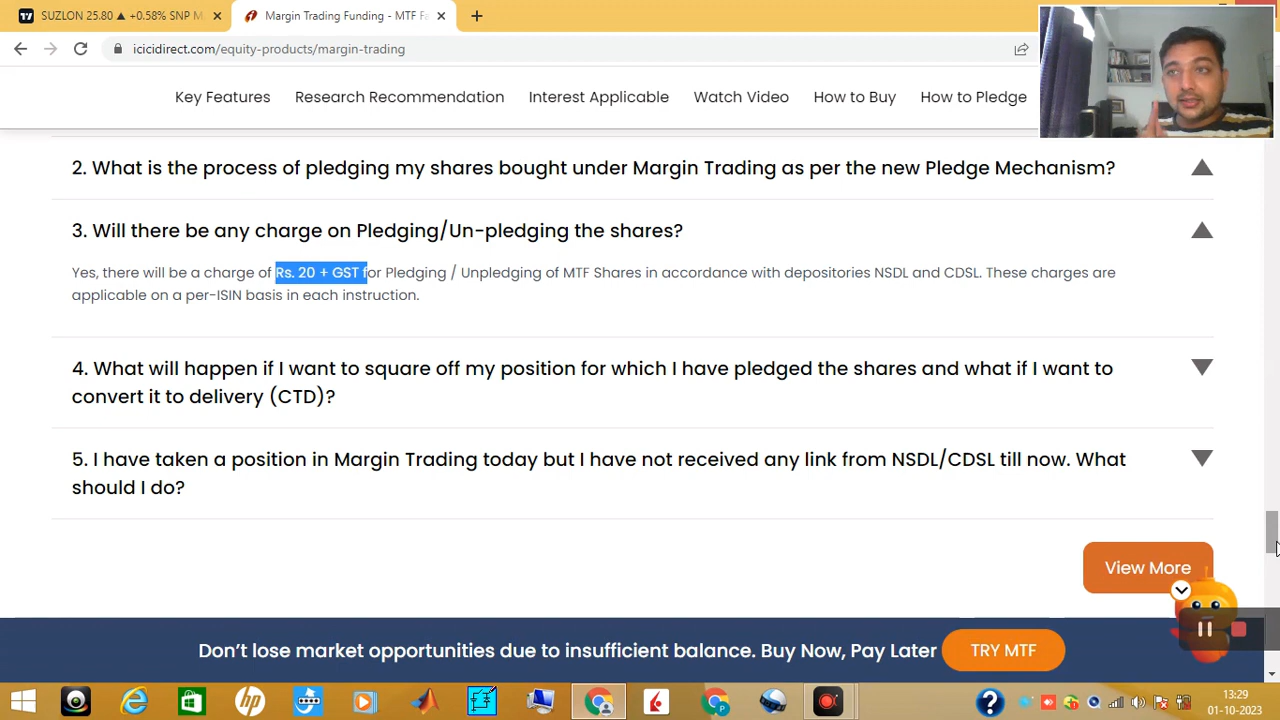 SUZLON 25.80 ▲ +0.58% SNP M
Margin Trading Funding - MTF Fa
icicidirect.com/equity-products/margin-trading
Key Features
Research Recommendation
Interest Applicable
Watch Video
How to Buy
How to Pledge
2. What is the process of pledging my shares bought under Margin Trading as per the new Pledge Mechanism?
3. Will there be any charge on Pledging/Un-pledging the shares?
Yes, there will be a charge of Rs. 20 + GST for Pledging / Unpledging of MTF Shares in accordance with depositories NSDL and CDSL. These charges are
applicable on a per-ISIN basis in each instruction.
4. What will happen if I want to square off my position for which I have pledged the shares and what if I want to
convert it to delivery (CTD)?
5. I have taken a position in Margin Trading today but I have not received any link from NSDL/CDSL till now. What
should I do?
View More
Don't lose market opportunities due to insufficient balance. Buy Now, Pay Later
TRY MTF
hp
13:29
01-10-2023